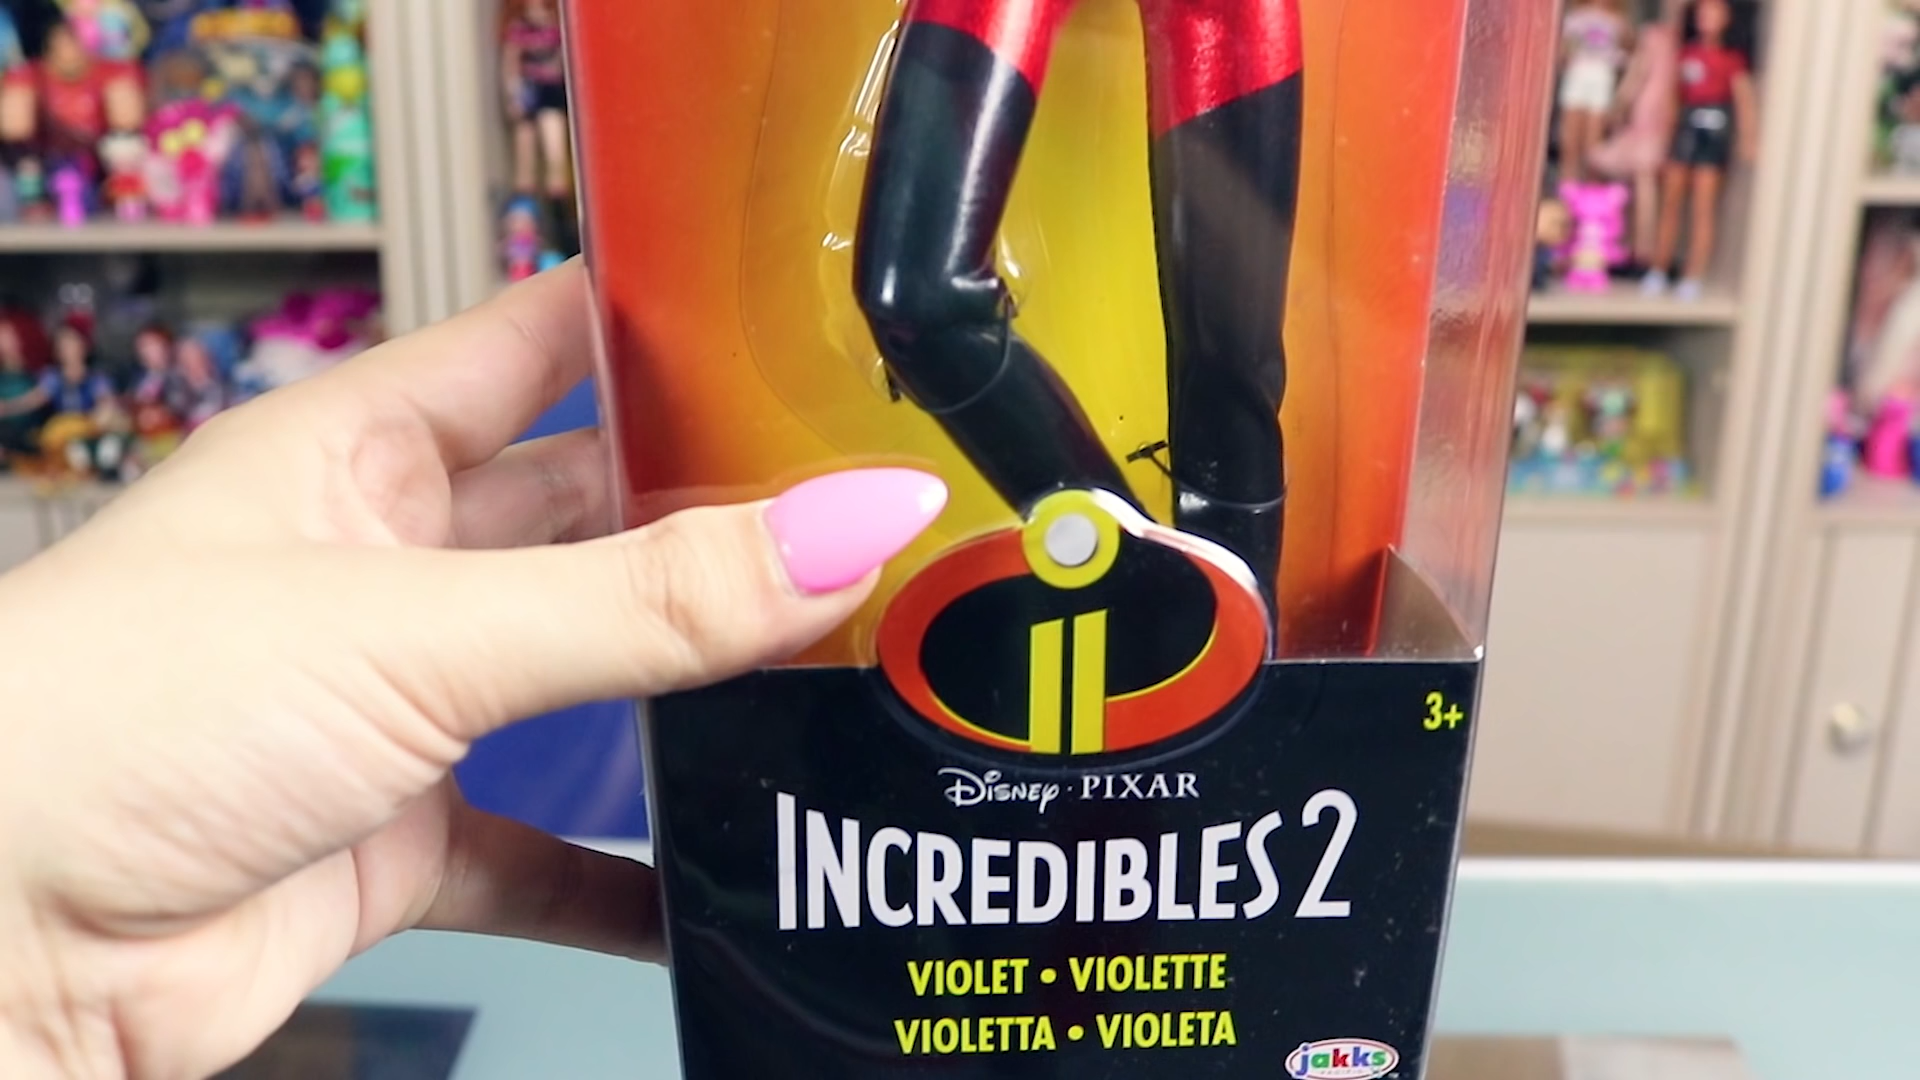 3+
Disney · PIXAR
INCREDIBLES 2
VIOLET • VIOLETTE
VIOLETTA • VIOLETA
jakks